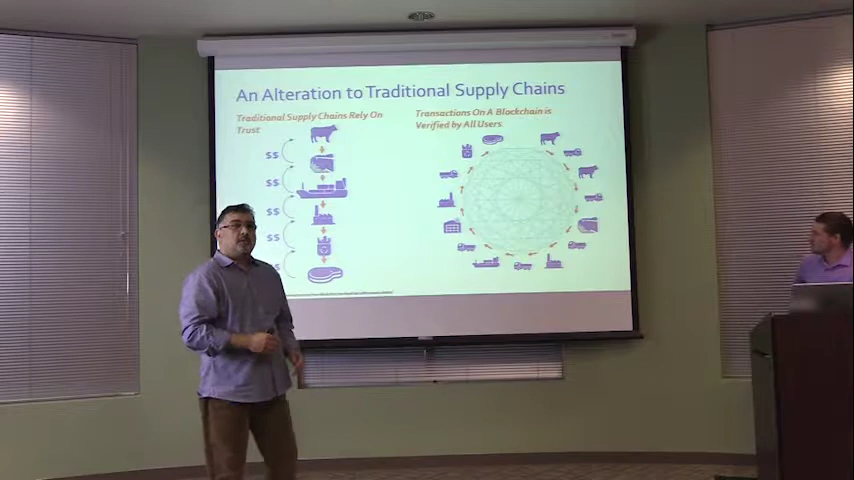 An Alteration to Traditional Supply Chains
Traditional Supply Chains Rely On
Trust
Transactions On A Blockchain is
Verified by All Users
$$
$$
$$
$$